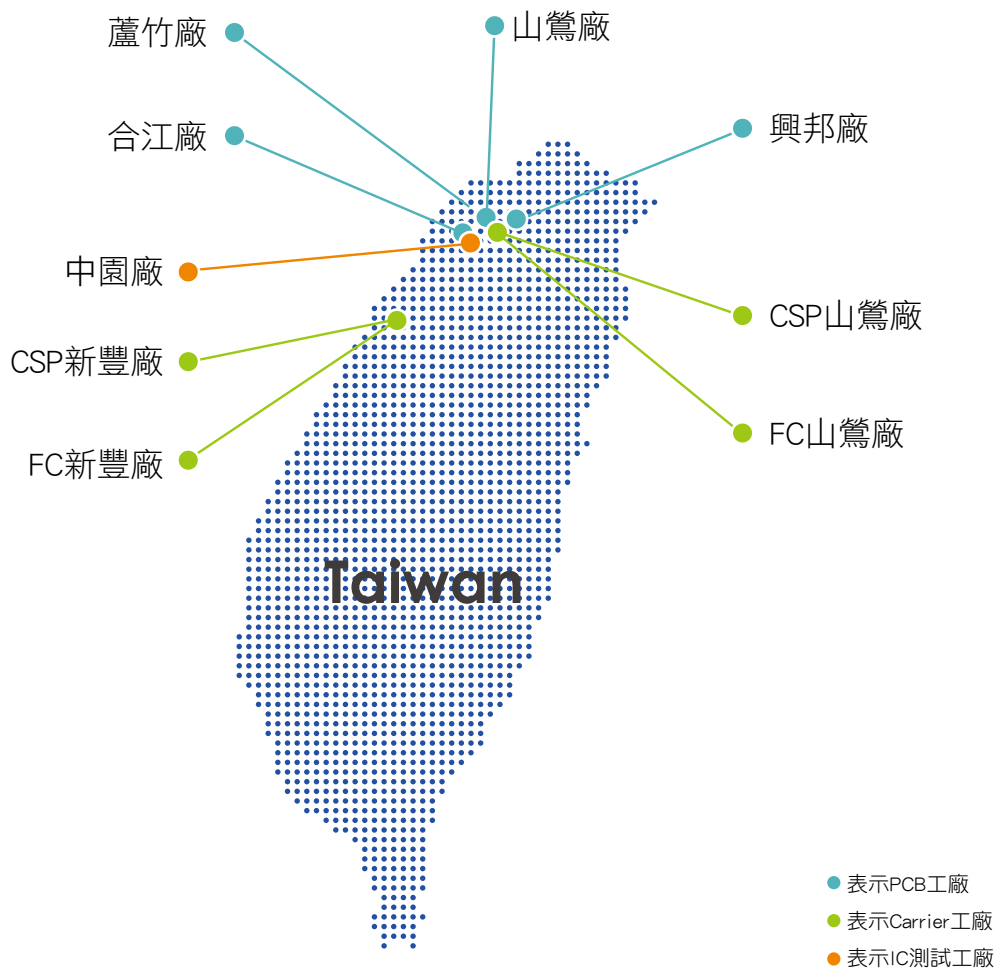 蘆竹廠
山鶯廠
合江廠
興邦廠
中園廠
CSP山鶯廠
CSP新豐廠
FC山鶯廠
FC新豐廠
Taiwan
表示PCB工廠
表示Carrier工廠
表示IC測試工廠